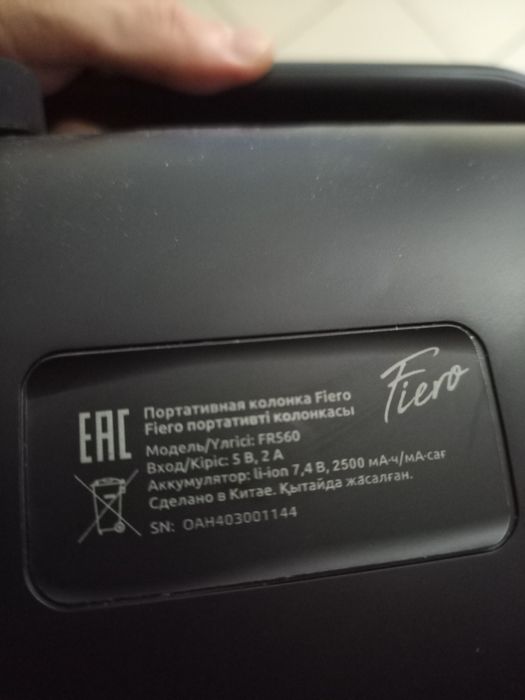 Fiero
EAC
Портативная колонка Fiero
Fiero портативті колонкасы
Модель/Үлгісі: FR560
Вход/Кіріс: 5 В, 2 А
Аккумулятор: li-ion 7,4 В, 2500 мА·ч/мА·сағ
Сделано в Китае. Қытайда жасалған.
SN: OAH403001144